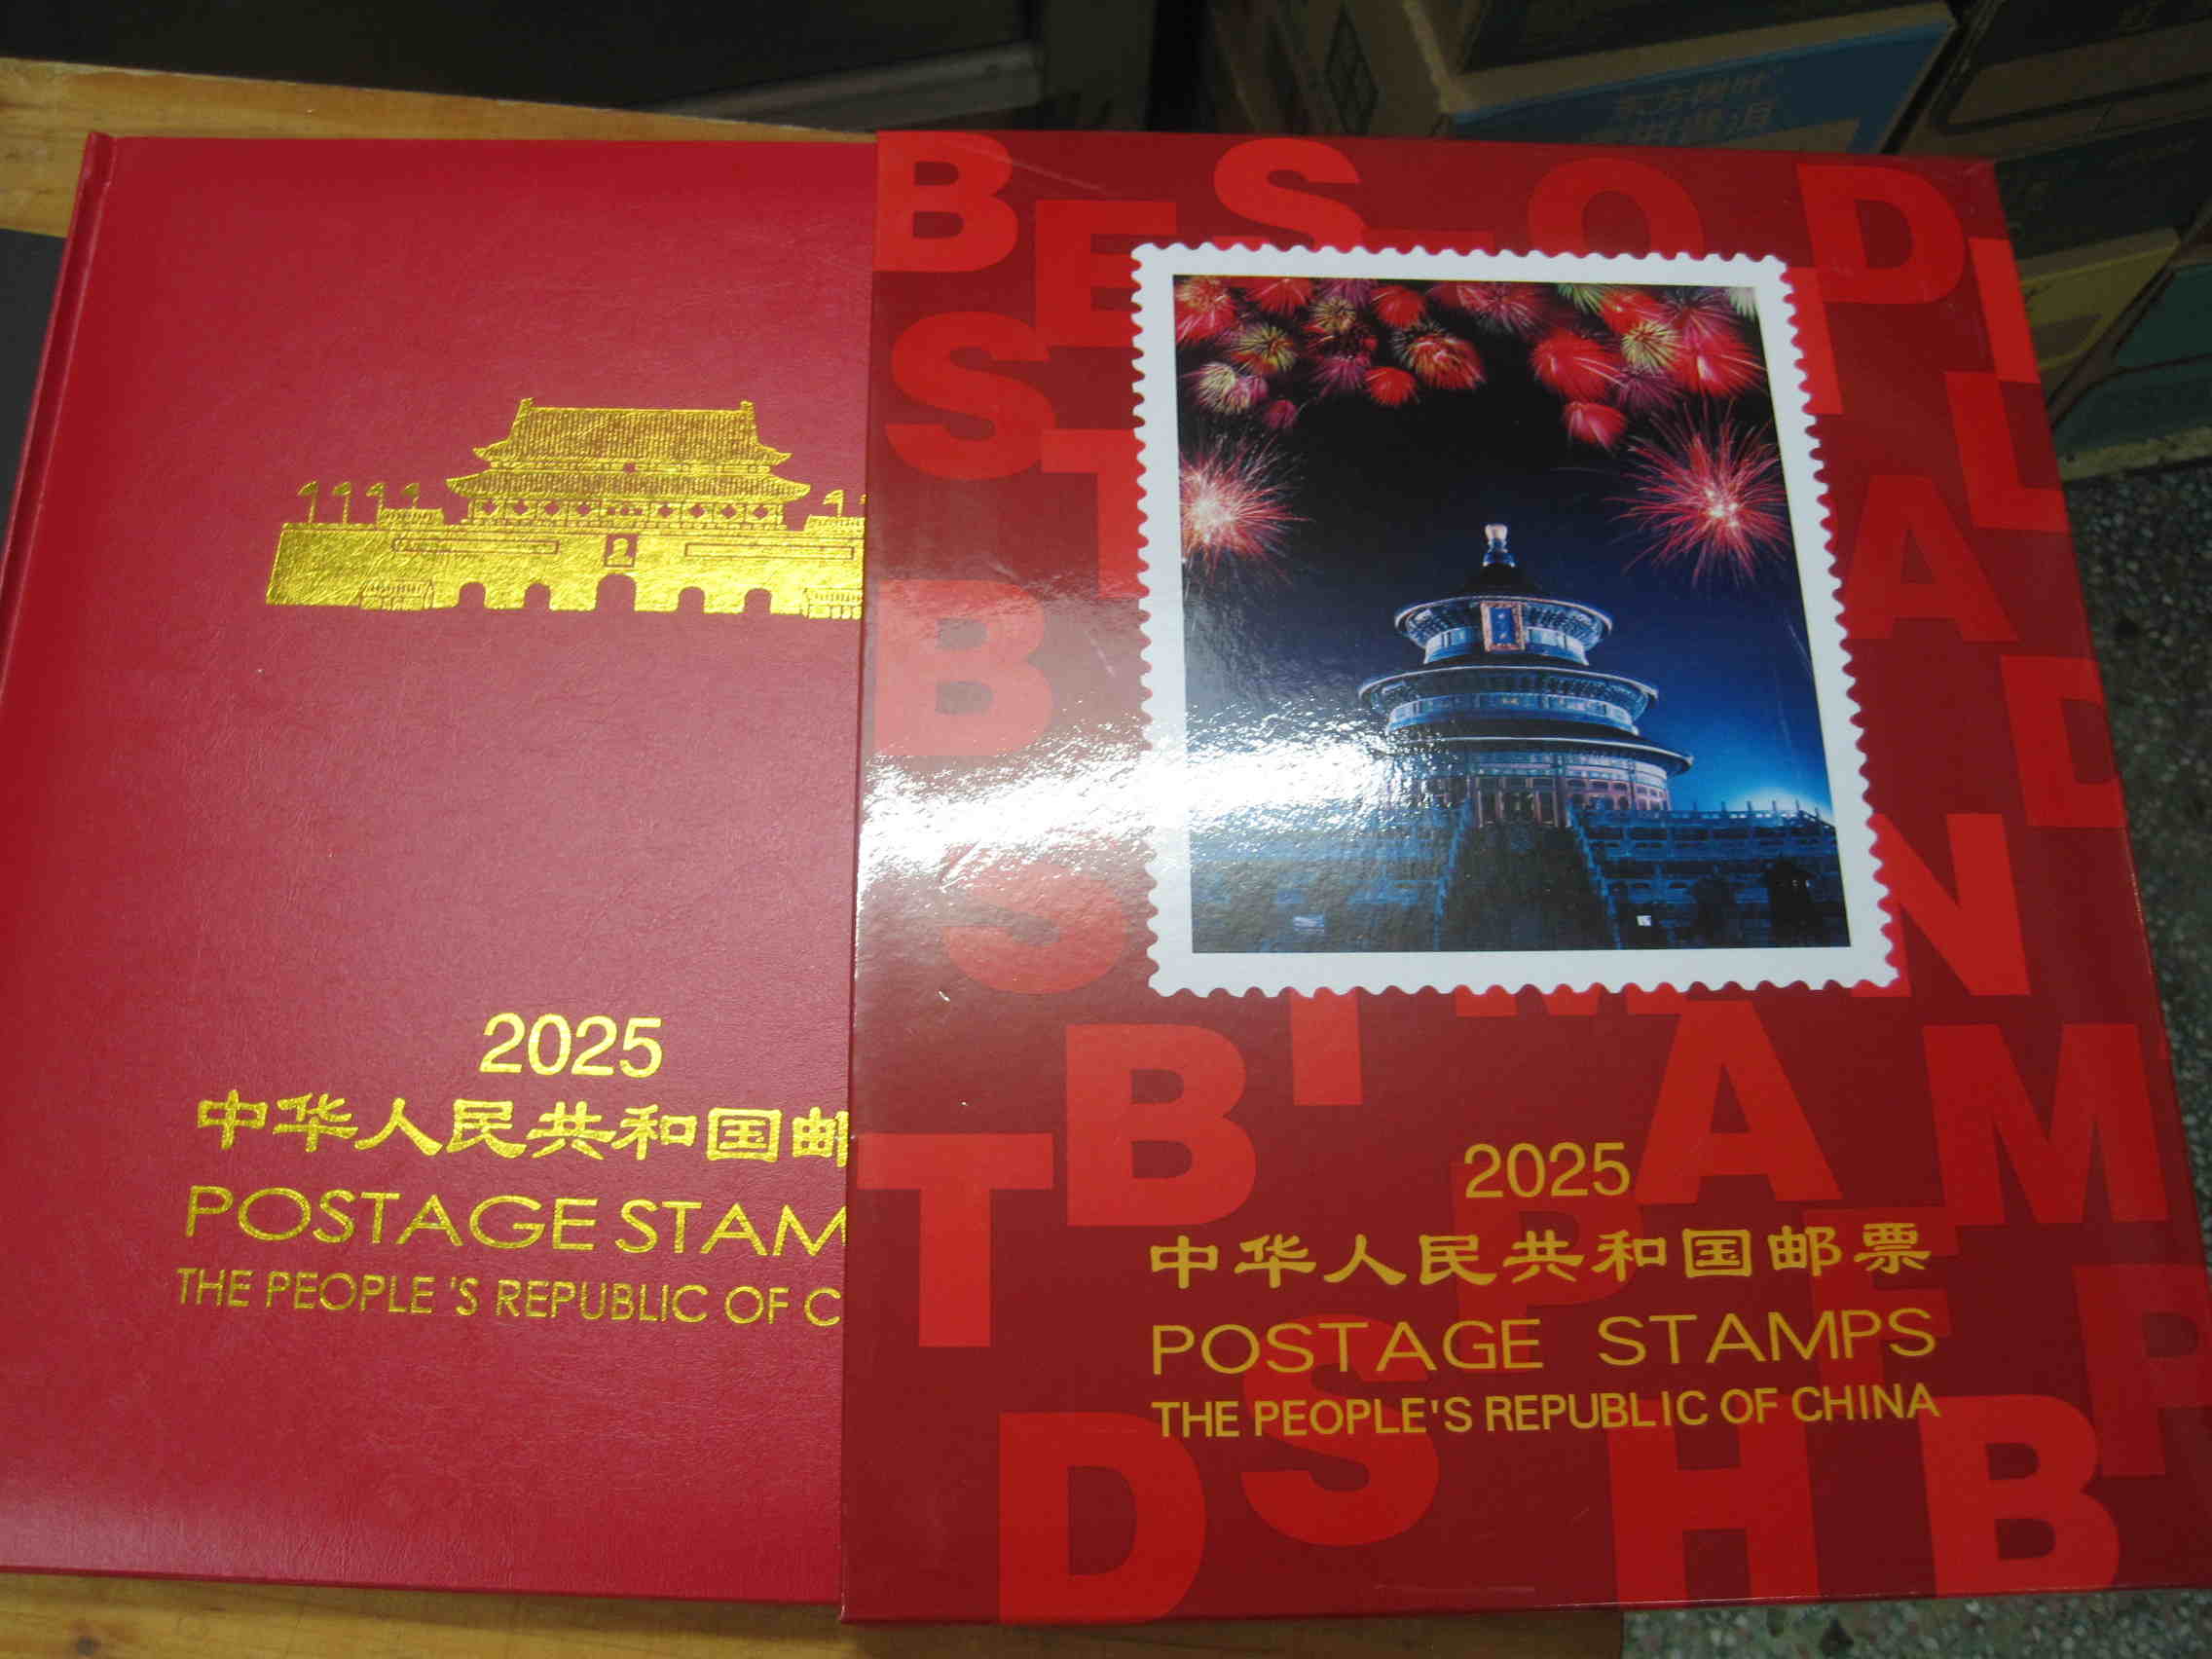 2025
中华人民共和国邮
POSTAGE STAM
THE PEOPLE 'S REPUBLIC OF C
2025
中华人民共和国邮票
POSTAGE STAMPS
THE PEOPLE'S REPUBLIC OF CHINA